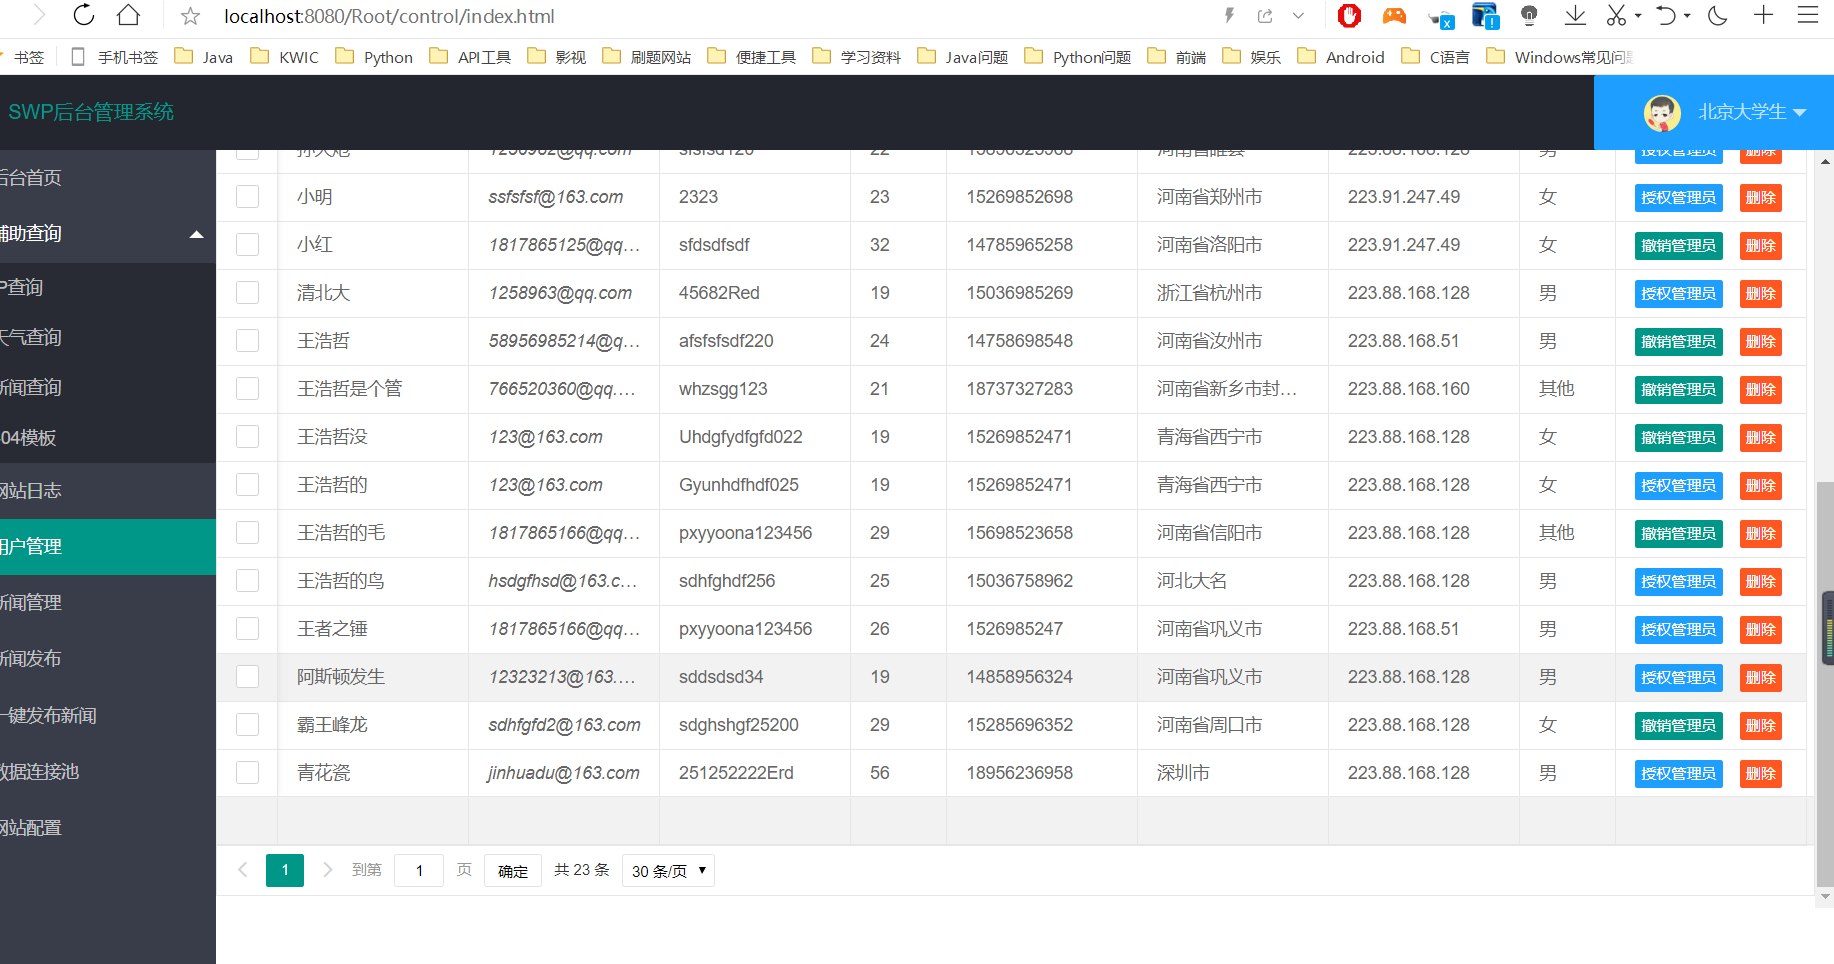 localhost:8080/Root/control/index.html
书签 手机书签 Java KWIC Python API工具 影视 刷题网站 便捷工具 学习资料 Java问题 Python问题 前端 娱乐 Android C语言 Windows常见问
SWP后台管理系统 北京大学生
后台首页
辅助查询
P查询
天气查询
新闻查询
04模板
网站日志
用户管理
新闻管理
新闻发布
一键发布新闻
数据连接池
网站配置
授权管理员 删除
小明 ssfsfsf@163.com 2323 23 15269852698 河南省郑州市 223.91.247.49 女 授权管理员 删除
小红 1817865125@qq... sfdsdfsdf 32 14785965258 河南省洛阳市 223.91.247.49 女 撤销管理员 删除
清北大 1258963@qq.com 45682Red 19 15036985269 浙江省杭州市 223.88.168.128 男 授权管理员 删除
王浩哲 58956985214@q... afsfsfsdf220 24 14758698548 河南省汝州市 223.88.168.51 男 撤销管理员 删除
王浩哲是个管 766520360@qq.... whzsgg123 21 18737327283 河南省新乡市封... 223.88.168.160 其他 撤销管理员 删除
王浩哲没 123@163.com Uhdgfydfgfd022 19 15269852471 青海省西宁市 223.88.168.128 女 撤销管理员 删除
王浩哲的 123@163.com Gyunhdfhdf025 19 15269852471 青海省西宁市 223.88.168.128 女 授权管理员 删除
王浩哲的毛 1817865166@qq... pxyyoona123456 29 15698523658 河南省信阳市 223.88.168.128 其他 撤销管理员 删除
王浩哲的鸟 hsdgfhsd@163.c... sdhfghdf256 25 15036758962 河北大名 223.88.168.128 男 授权管理员 删除
王者之锤 1817865166@qq... pxyyoona123456 26 1526985247 河南省巩义市 223.88.168.51 男 授权管理员 删除
阿斯顿发生 12323213@163.... sddsdsd34 19 14858956324 河南省巩义市 223.88.168.128 男 授权管理员 删除
霸王峰龙 sdhfgfd2@163.com sdghshgf25200 29 15285696352 河南省周口市 223.88.168.128 女 撤销管理员 删除
青花瓷 jinhuadu@163.com 251252222Erd 56 18956236958 深圳市 223.88.168.128 男 授权管理员 删除
1 到第 1 页 确定 共 23 条 30 条/页